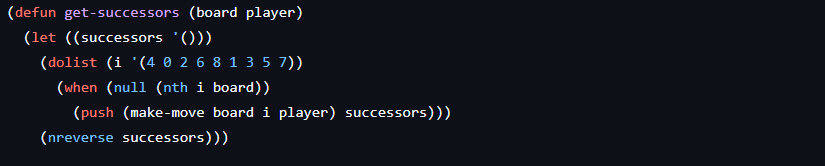 (defun get-successors (board player)
  (let ((successors '()))
    (dolist (i '(4 0 2 6 8 1 3 5 7))
      (when (null (nth i board))
        (push (make-move board i player) successors)))
    (nreverse successors)))